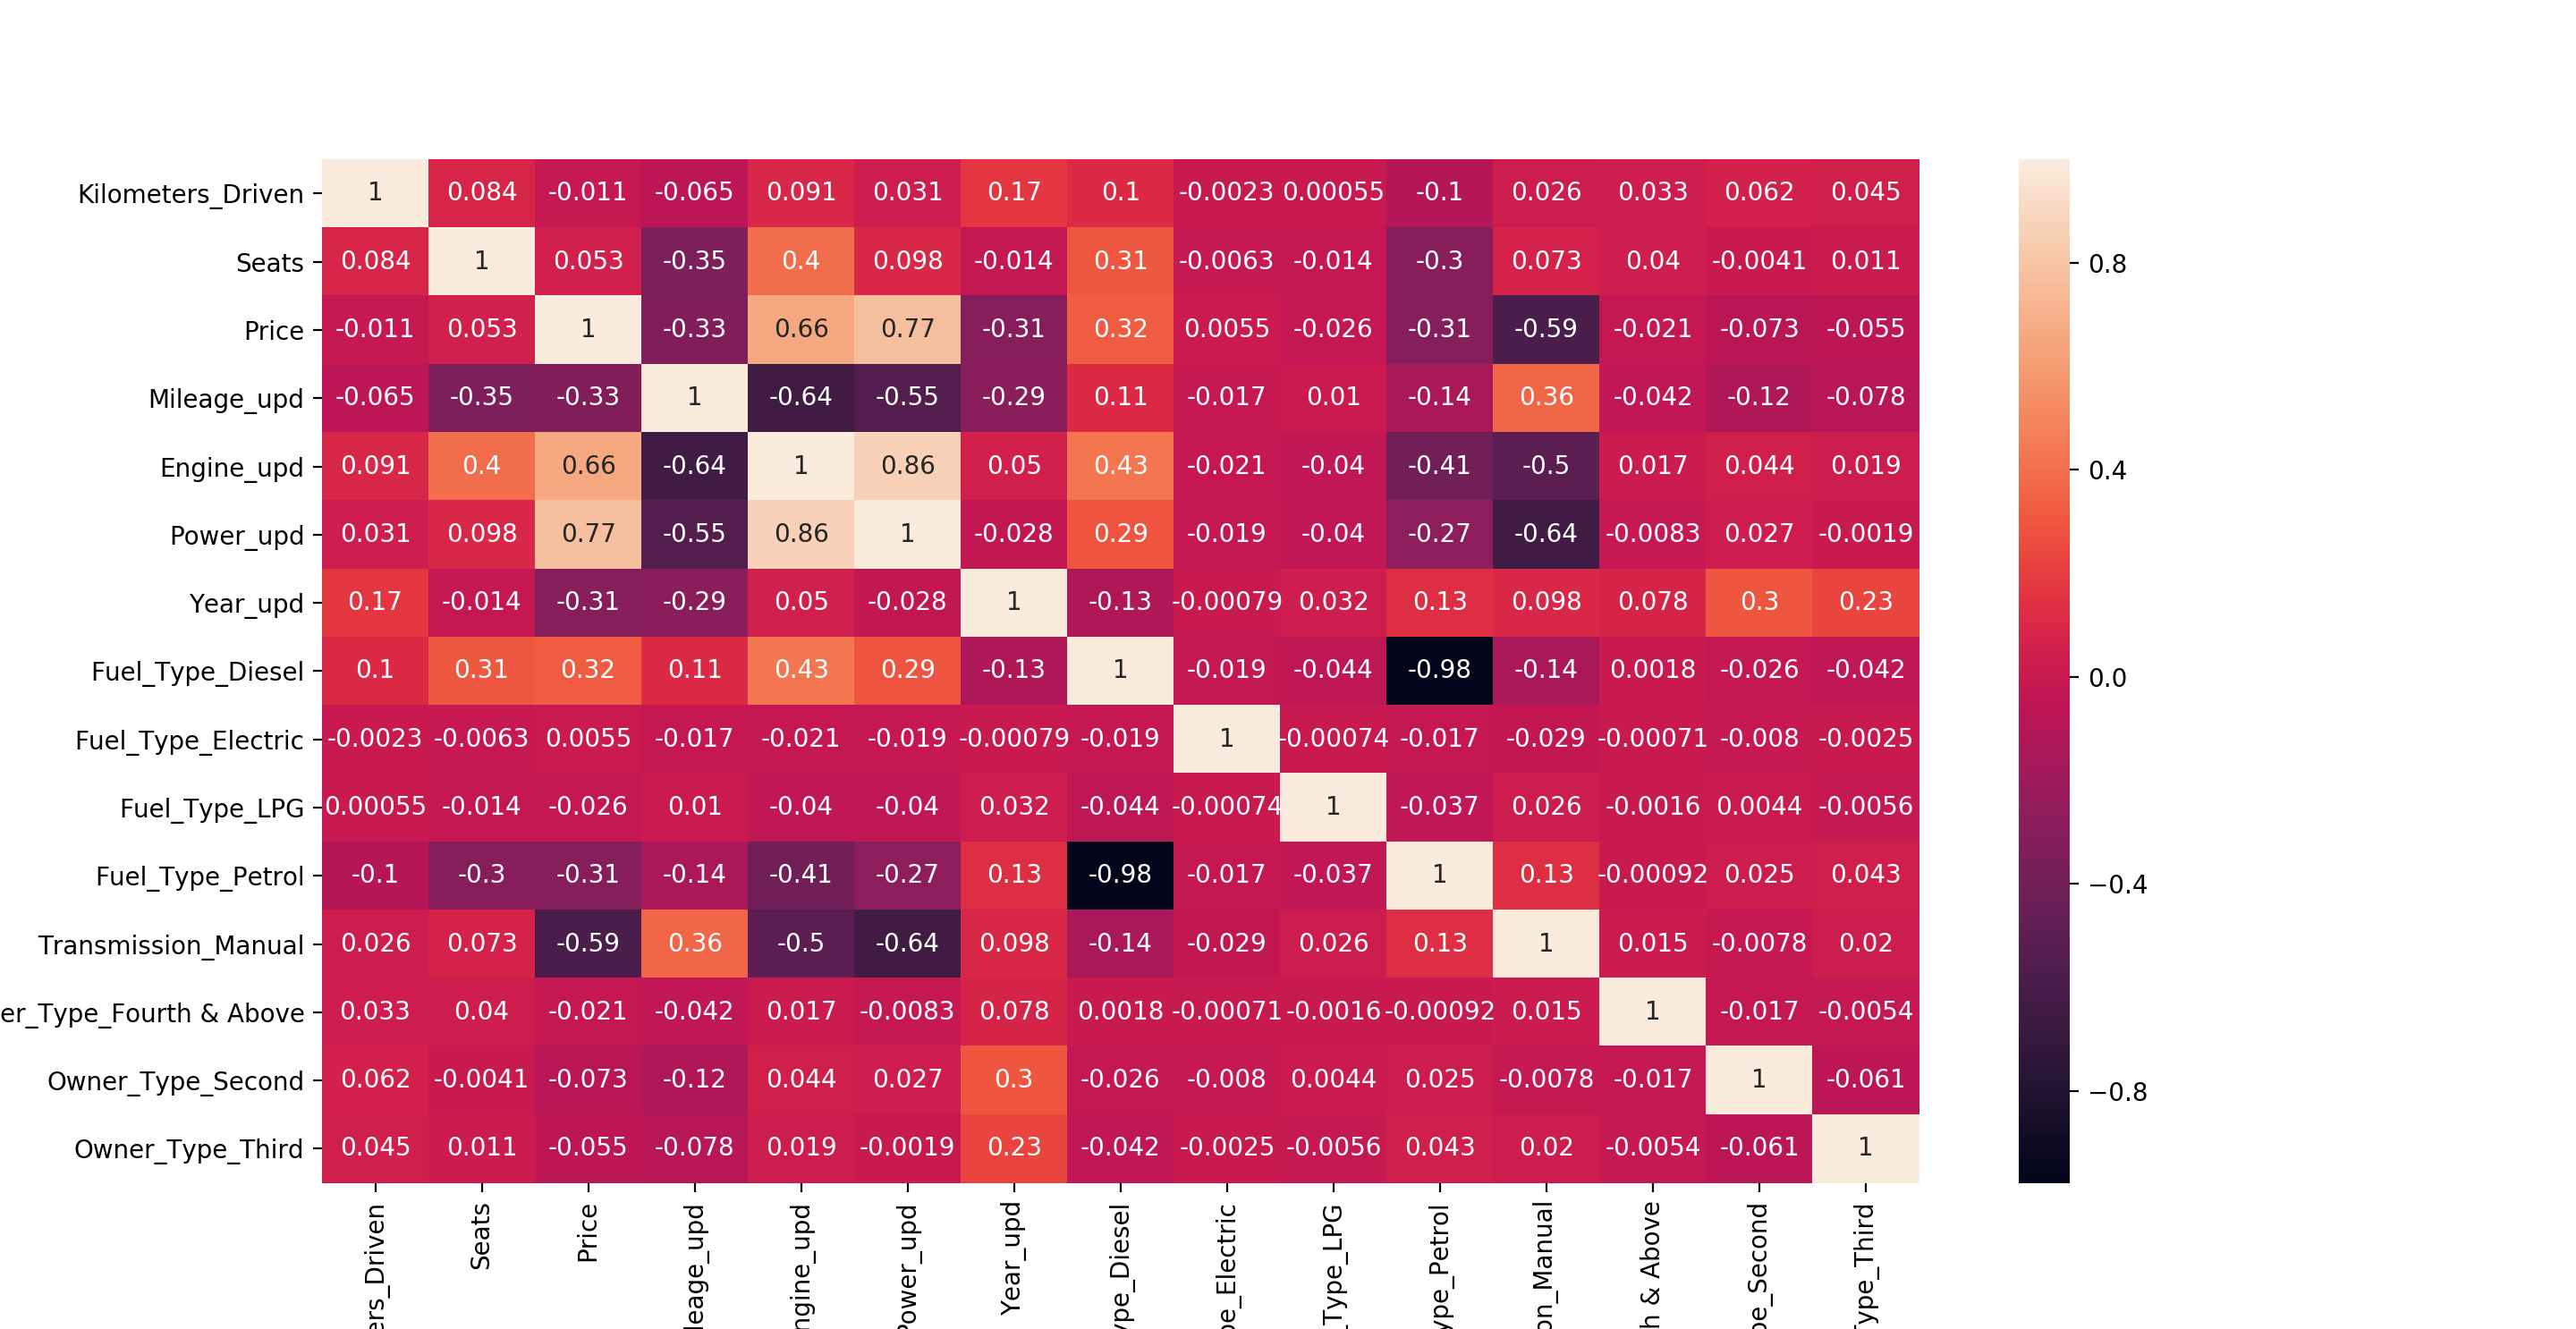 Kilometers_Driven 1 0.084 -0.011 -0.065 0.091 0.031 0.17 0.1 -0.0023 0.00055 -0.1 0.026 0.033 0.062 0.045
Seats 0.084 1 0.053 -0.35 0.4 0.098 -0.014 0.31 -0.0063 -0.014 -0.3 0.073 0.04 -0.0041 0.011
0.8
Price -0.011 0.053 1 -0.33 0.66 0.77 -0.31 0.32 0.0055 -0.026 -0.31 -0.59 -0.021 -0.073 -0.055
Mileage_upd -0.065 -0.35 -0.33 1 -0.64 -0.55 -0.29 0.11 -0.017 0.01 -0.14 0.36 -0.042 -0.12 -0.078
Engine_upd 0.091 0.4 0.66 -0.64 1 0.86 0.05 0.43 -0.021 -0.04 -0.41 -0.5 0.017 0.044 0.019
0.4
Power_upd 0.031 0.098 0.77 -0.55 0.86 1 -0.028 0.29 -0.019 -0.04 -0.27 -0.64 -0.0083 0.027 -0.0019
Year_upd 0.17 -0.014 -0.31 -0.29 0.05 -0.028 1 -0.13 -0.00079 0.032 0.13 0.098 0.078 0.3 0.23
Fuel_Type_Diesel 0.1 0.31 0.32 0.11 0.43 0.29 -0.13 1 -0.019 -0.044 -0.98 -0.14 0.0018 -0.026 -0.042
0.0
Fuel_Type_Electric -0.0023 -0.0063 0.0055 -0.017 -0.021 -0.019 -0.00079 -0.019 1 -0.00074 -0.017 -0.029 -0.00071 -0.008 -0.0025
Fuel_Type_LPG 0.00055 -0.014 -0.026 0.01 -0.04 -0.04 0.032 -0.044 -0.00074 1 -0.037 0.026 -0.0016 0.0044 -0.0056
Fuel_Type_Petrol -0.1 -0.3 -0.31 -0.14 -0.41 -0.27 0.13 -0.98 -0.017 -0.037 1 0.13 -0.00092 0.025 0.043
−0.4
Transmission_Manual 0.026 0.073 -0.59 0.36 -0.5 -0.64 0.098 -0.14 -0.029 0.026 0.13 1 0.015 -0.0078 0.02
er_Type_Fourth & Above 0.033 0.04 -0.021 -0.042 0.017 -0.0083 0.078 0.0018 -0.00071 -0.0016 -0.00092 0.015 1 -0.017 -0.0054
Owner_Type_Second 0.062 -0.0041 -0.073 -0.12 0.044 0.027 0.3 -0.026 -0.008 0.0044 0.025 -0.0078 -0.017 1 -0.061
−0.8
Owner_Type_Third 0.045 0.011 -0.055 -0.078 0.019 -0.0019 0.23 -0.042 -0.0025 -0.0056 0.043 0.02 -0.0054 -0.061 1
ers_Driven
Seats
Price
leage_upd
ngine_upd
Power_upd
Year_upd
ype_Diesel
pe_Electric
_Type_LPG
ype_Petrol
on_Manual
h & Above
pe_Second
Type_Third